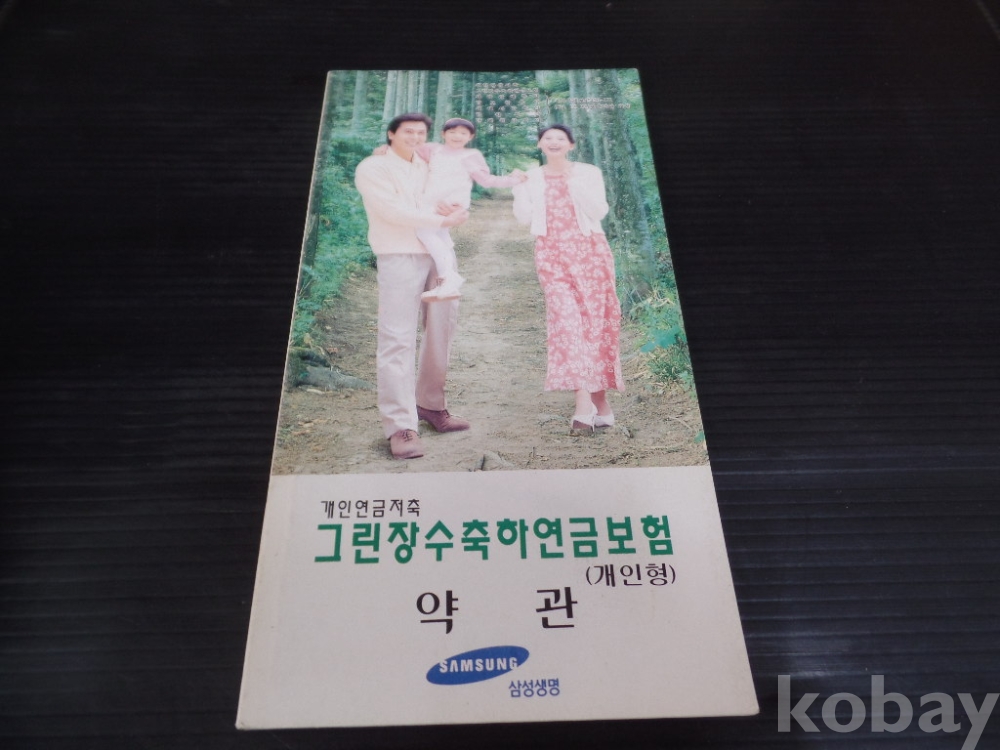 개인연금저축
그린장수축하연금보험
(개인형)
약 관
SAMSUNG
삼성생명
kobay